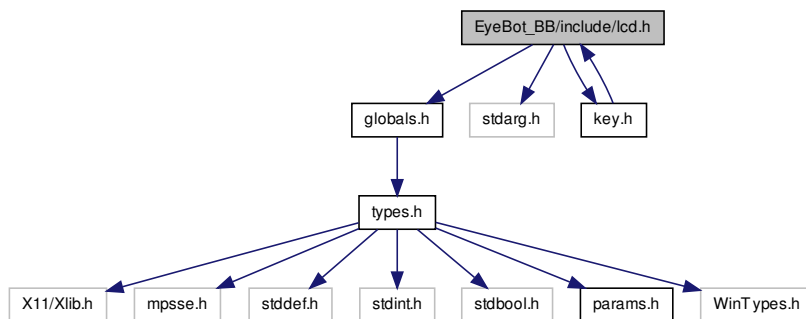 EyeBot_BB/include/lcd.h
globals.h
stdarg.h
key.h
types.h
X11/Xlib.h
mpsse.h
stddef.h
stdint.h
stdbool.h
params.h
WinTypes.h